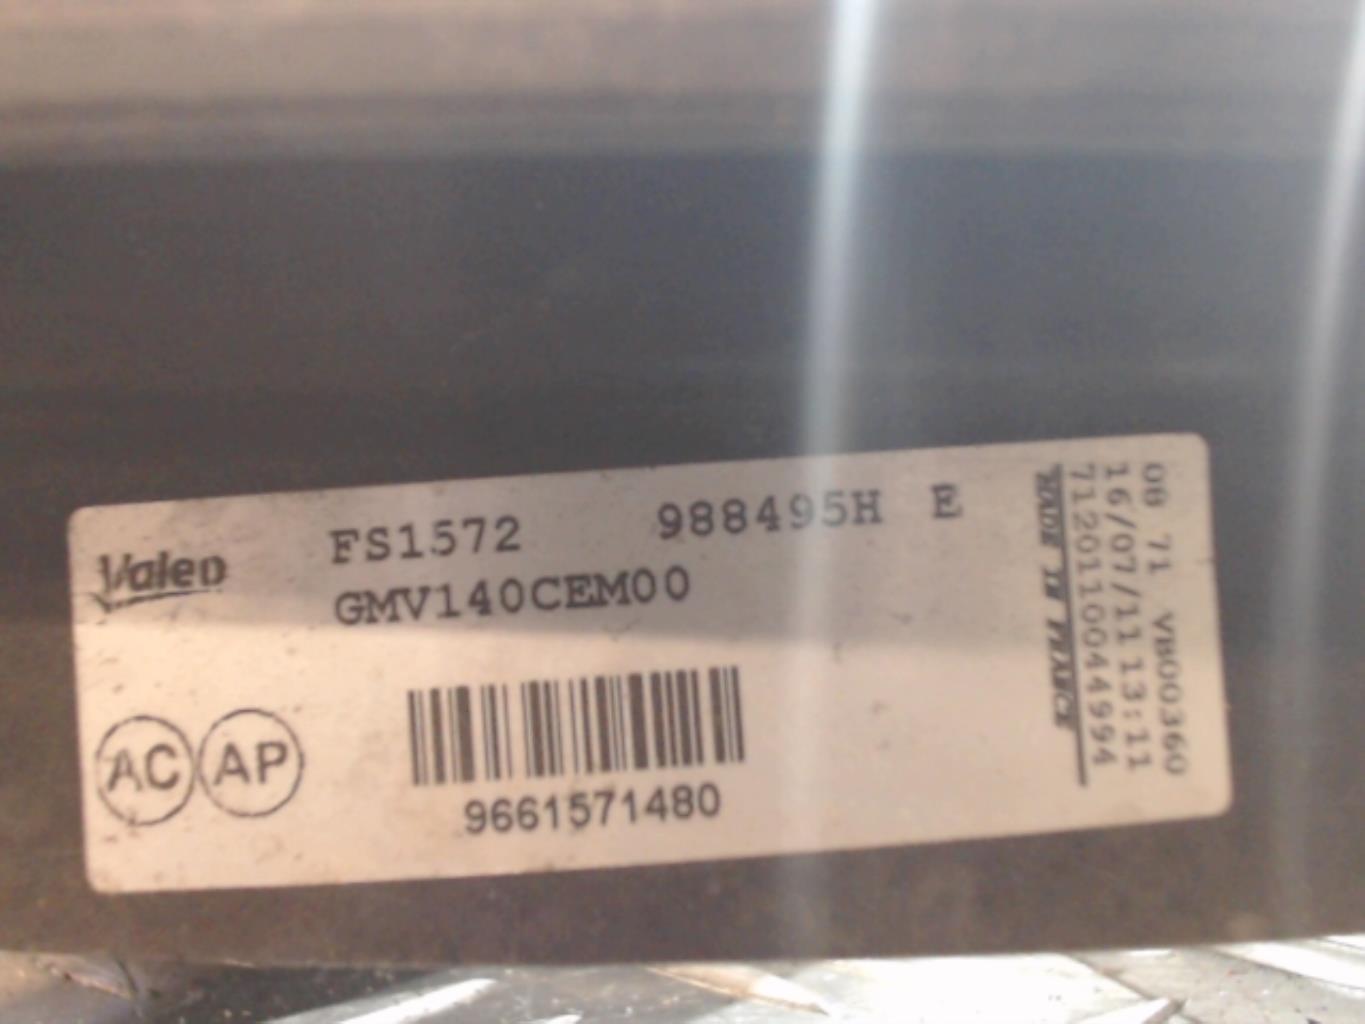 Valeo
FS1572 988495H E
GMV140CEM00
AC AP
9661571480
08 71 VB00360
16/07/11 13:11
7120110044994
MADE IN FRANCE